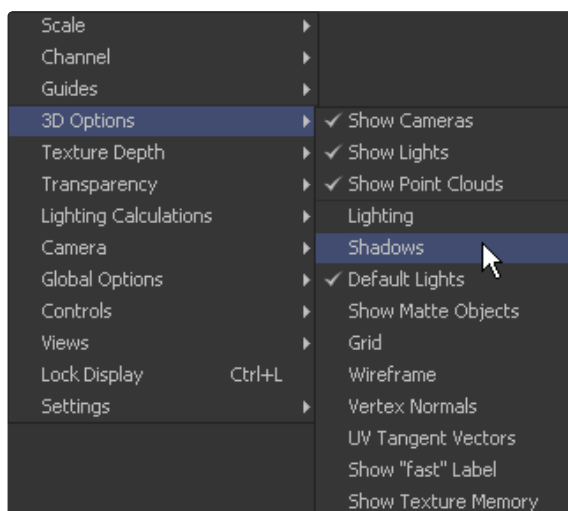 Scale
Channel
Guides
3D Options
Texture Depth
Transparency
Lighting Calculations
Camera
Global Options
Controls
Views
Lock Display Ctrl+L
Settings
Show Cameras
Show Lights
Show Point Clouds
Lighting
Shadows
Default Lights
Show Matte Objects
Grid
Wireframe
Vertex Normals
UV Tangent Vectors
Show "fast" Label
Show Texture Memory